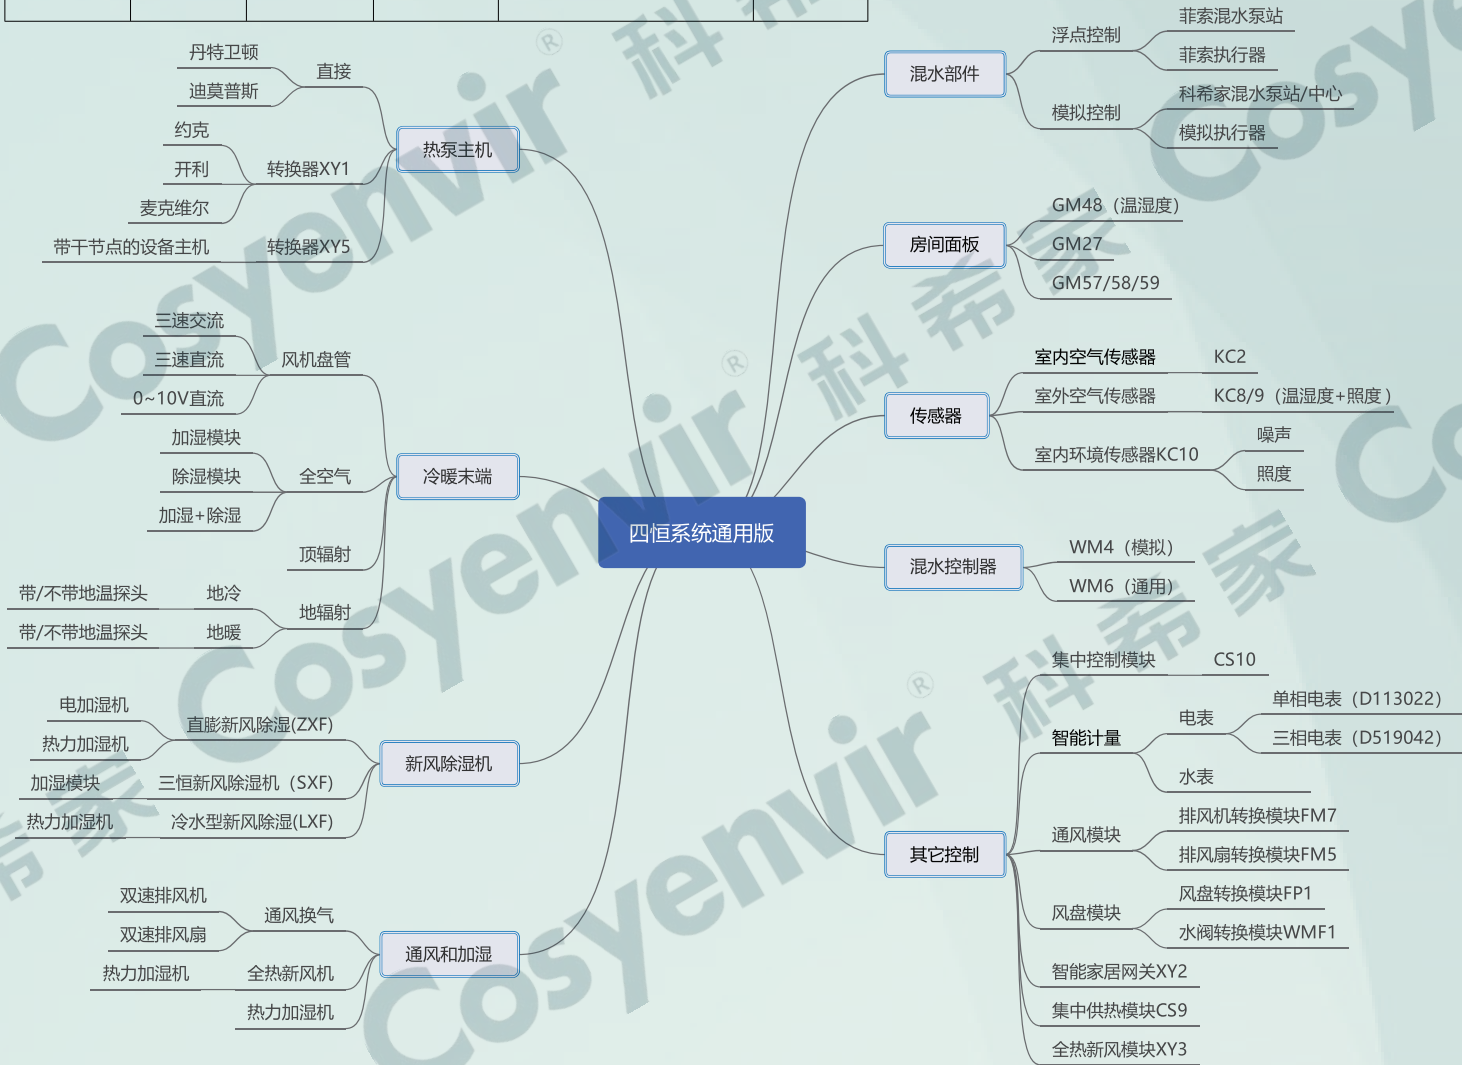 四恒系统通用版
热泵主机
直接
丹特卫顿
迪莫普斯
转换器XY1
约克
开利
麦克维尔
转换器XY5
带干节点的设备主机
冷暖末端
风机盘管
三速交流
三速直流
0~10V直流
全空气
加湿模块
除湿模块
加湿+除湿
顶辐射
地辐射
地冷
带/不带地温探头
地暖
带/不带地温探头
新风除湿机
直膨新风除湿(ZXF)
电加湿机
热力加湿机
三恒新风除湿机（SXF)
加湿模块
冷水型新风除湿(LXF)
热力加湿机
通风和加湿
通风换气
双速排风机
双速排风扇
全热新风机
热力加湿机
热力加湿机
混水部件
浮点控制
菲索混水泵站
菲索执行器
模拟控制
科希家混水泵站/中心
模拟执行器
房间面板
GM48（温湿度）
GM27
GM57/58/59
传感器
室内空气传感器
KC2
室外空气传感器
KC8/9（温湿度+照度）
室内环境传感器KC10
噪声
照度
混水控制器
WM4（模拟）
WM6（通用）
其它控制
集中控制模块
CS10
智能计量
电表
单相电表（D113022）
三相电表（D519042）
水表
通风模块
排风机转换模块FM7
排风扇转换模块FM5
风盘模块
风盘转换模块FP1
水阀转换模块WMF1
智能家居网关XY2
集中供热模块CS9
全热新风模块XY3
Cosyenvir® 科希家
Cosyenvir® 科希家
Cosyenvir® 科希家